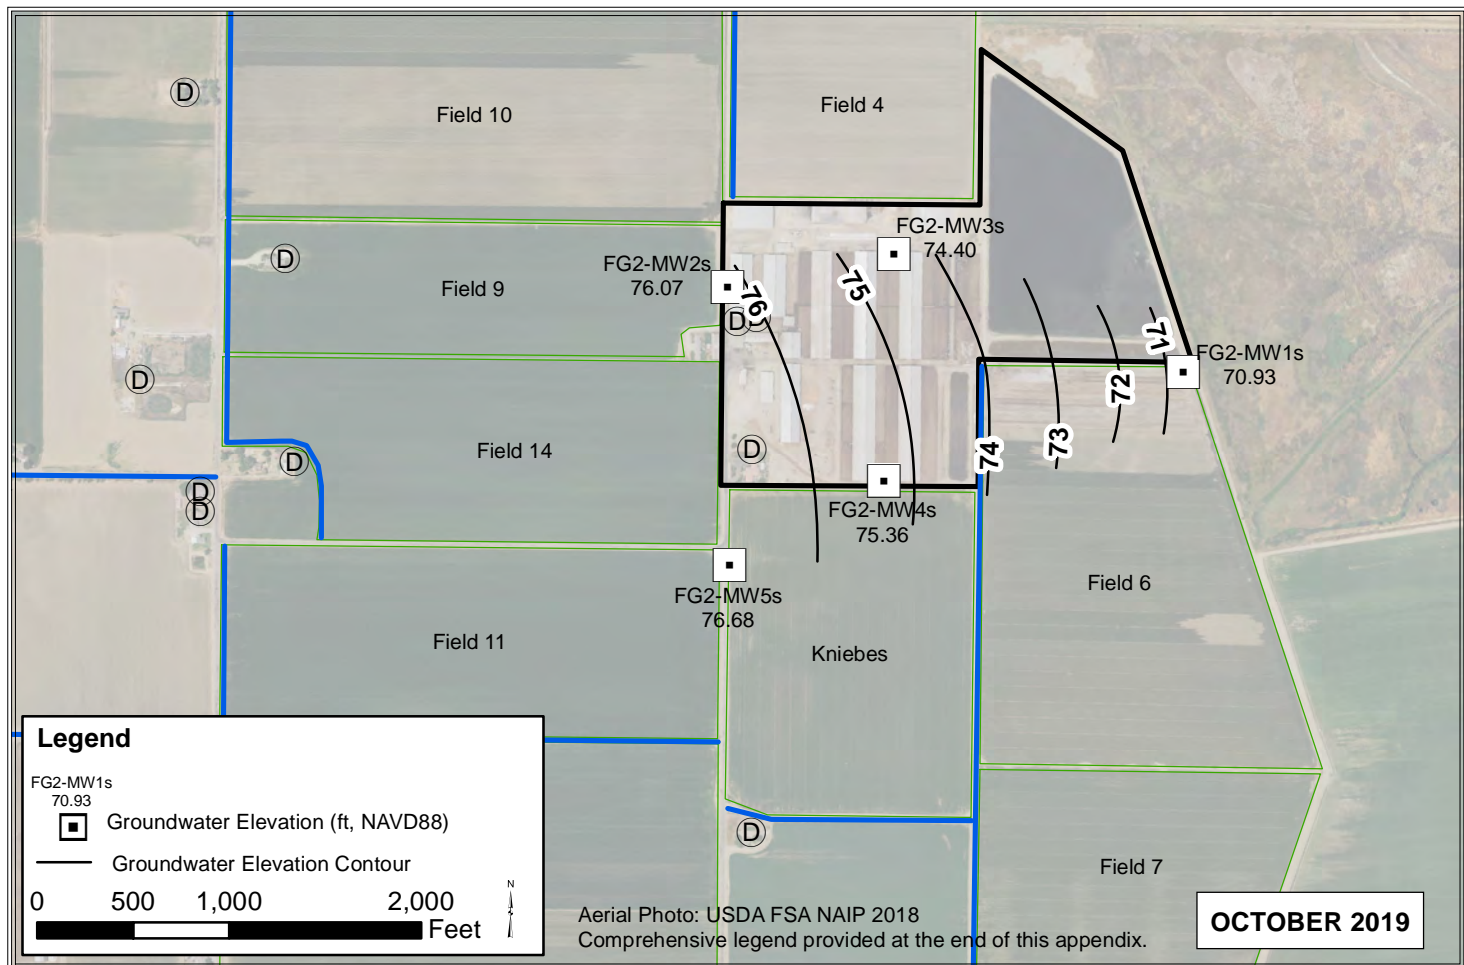 D
Field 10
Field 4
FG2-MW3s
74.40
D
Field 9
FG2-MW2s
76.07
76
75
D
D
71
FG2-MW1s
70.93
D
72
Field 14
D
73
74
D
D
D
FG2-MW4s
75.36
Field 6
FG2-MW5s
76.68
Field 11
Kniebes
D
Field 7
Legend
FG2-MW1s
70.93
Groundwater Elevation (ft, NAVD88)
Groundwater Elevation Contour
0 500 1,000 2,000
Feet
N
Aerial Photo: USDA FSA NAIP 2018
Comprehensive legend provided at the end of this appendix.
OCTOBER 2019